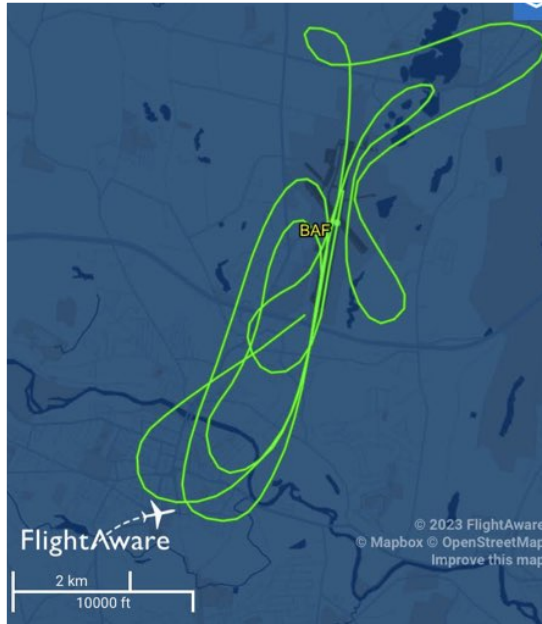 BAF
FlightAware
2 km
10000 ft
© 2023 FlightAware
© Mapbox © OpenStreetMap
Improve this map